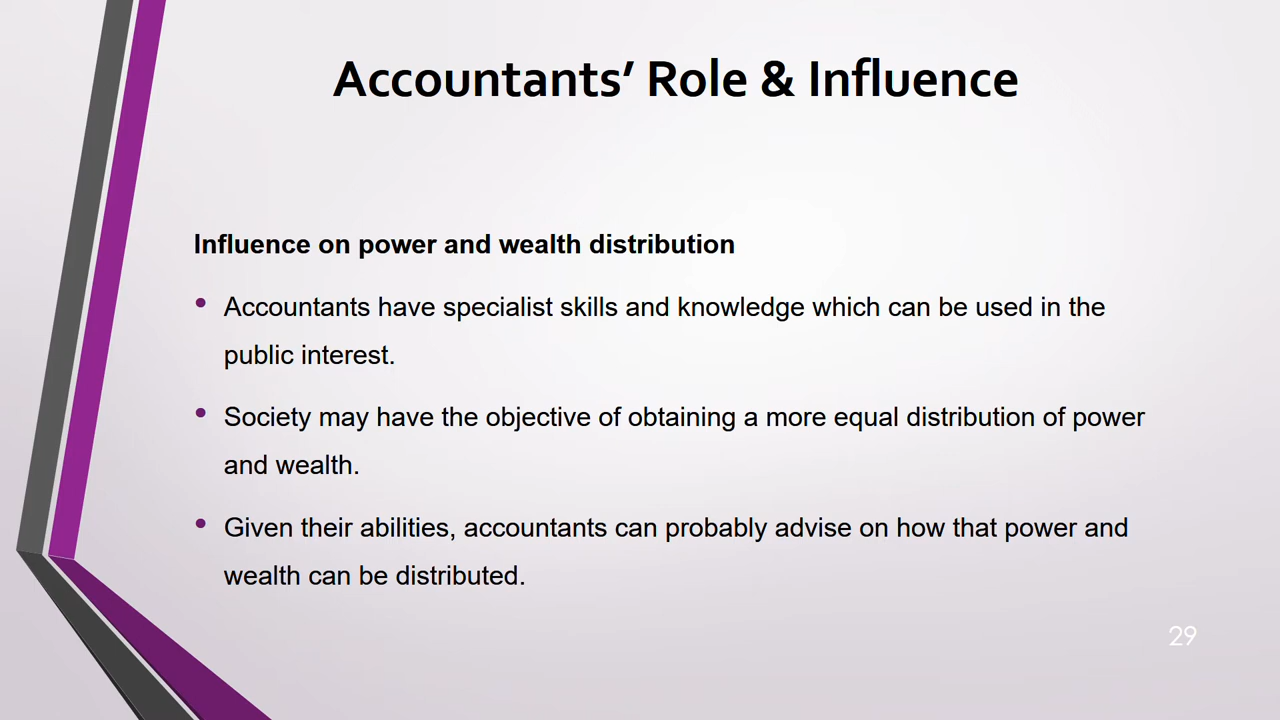 Accountants’ Role & Influence
Influence on power and wealth distribution
• Accountants have specialist skills and knowledge which can be used in the
public interest.
• Society may have the objective of obtaining a more equal distribution of power
and wealth.
• Given their abilities, accountants can probably advise on how that power and
wealth can be distributed.
29